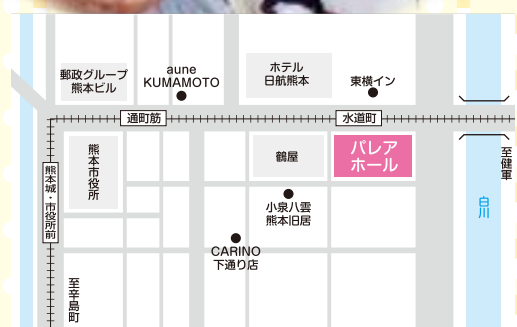 郵政グループ
熊本ビル
aune
KUMAMOTO
ホテル
日航熊本
東横イン
通町筋
水道町
熊本市役所
鶴屋
パレア
ホール
至健軍
熊本城・市役所前
小泉八雲
熊本旧居
白川
CARINO
下通り店
至辛島町